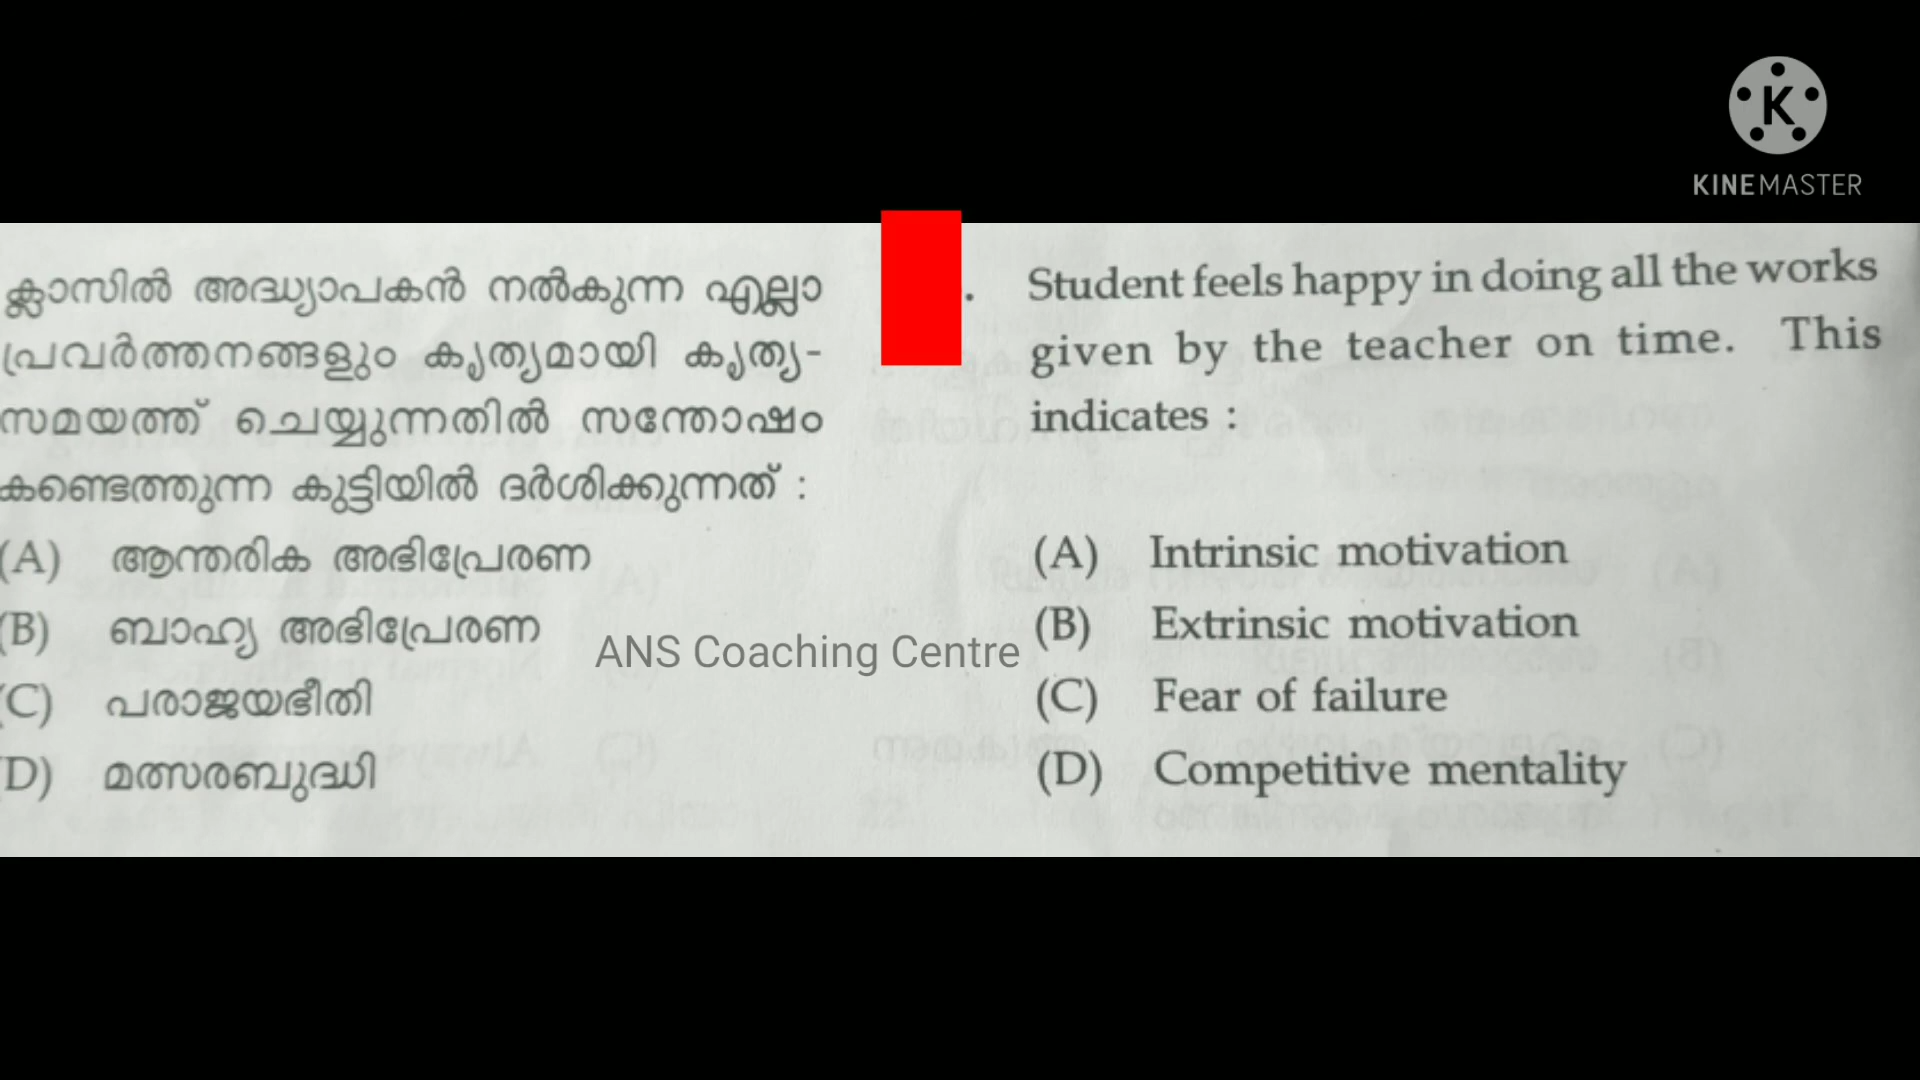 K
KINEMASTER
ക്ലാസിൽ അദ്ധ്യാപകൻ നൽകുന്ന എല്ലാ
പ്രവർത്തനങ്ങളും കൃത്യമായി കൃത്യ-
സമയത്ത് ചെയ്യുന്നതിൽ സന്തോഷം
കണ്ടെത്തുന്ന കുട്ടിയിൽ ദർശിക്കുന്നത് :
(A) ആന്തരിക അഭിപ്രേരണ
(B) ബാഹ്യ അഭിപ്രേരണ
(C) പരാജയഭീതി
D) മത്സരബുദ്ധി
ANS Coaching Centre
. Student feels happy in doing all the works
given by the teacher on time. This
indicates :
(A) Intrinsic motivation
(B) Extrinsic motivation
(C) Fear of failure
(D) Competitive mentality